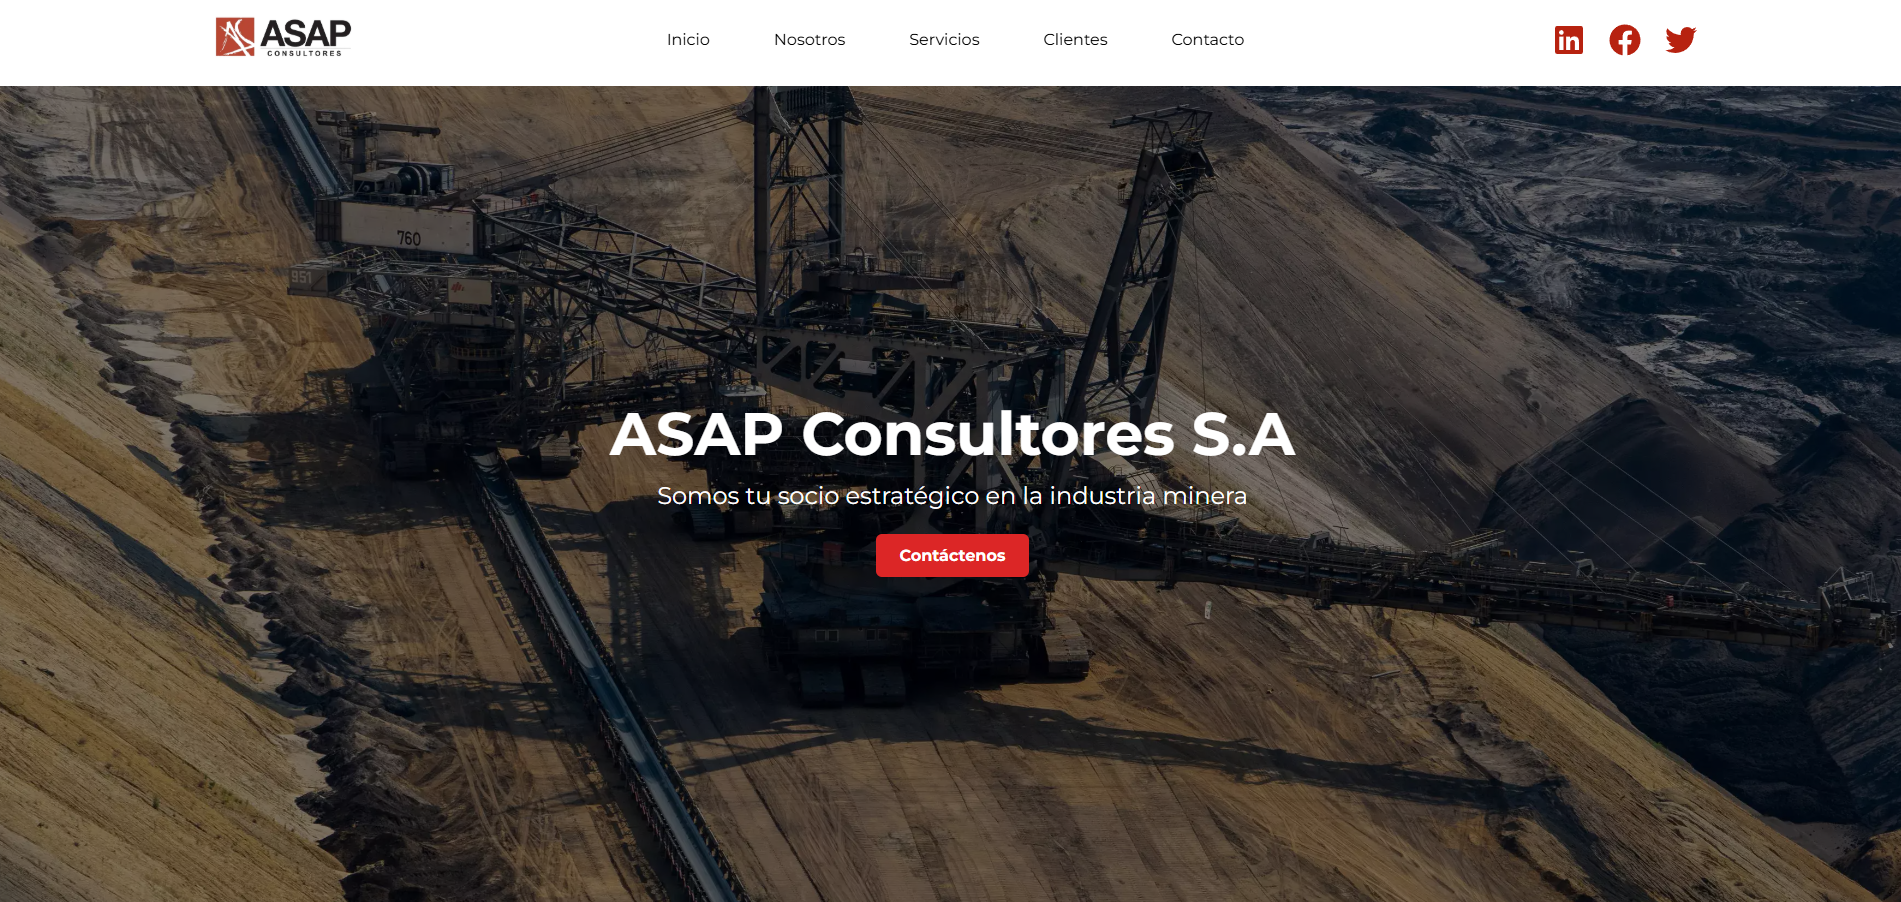 ASAP
CONSULTORES
Inicio
Nosotros
Servicios
Clientes
Contacto
760
951
ASAP Consultores S.A
Somos tu socio estratégico en la industria minera
Contáctenos